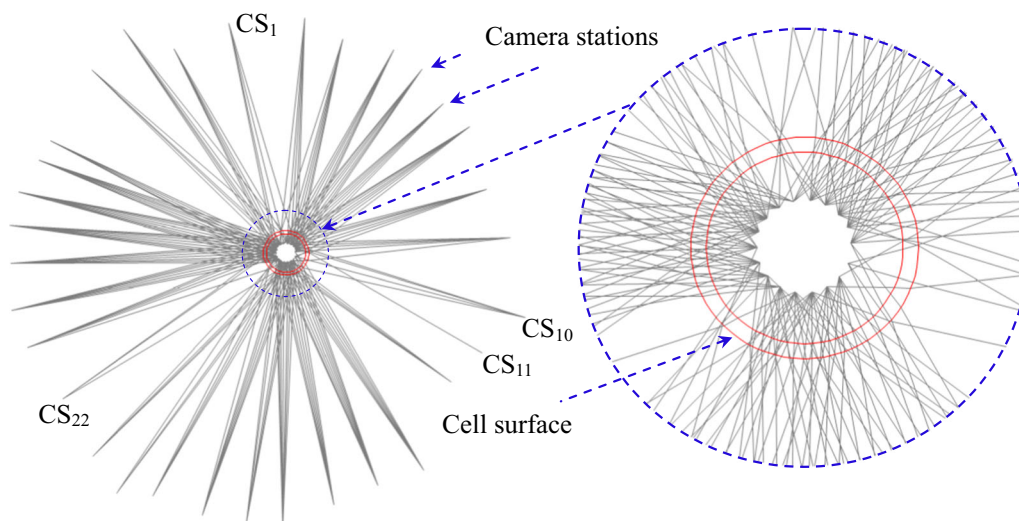 CS₁
Camera stations
CS₁₀
CS₁₁
CS₂₂
Cell surface